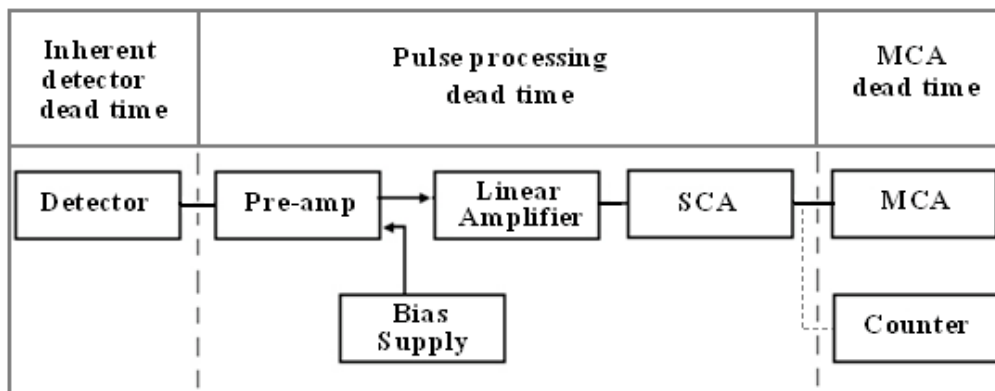 Inherent
detector
dead time
Pulse processing
dead time
MCA
dead time
Detector
Pre-amp
Linear
Amplifier
SCA
MCA
Bias
Supply
Counter